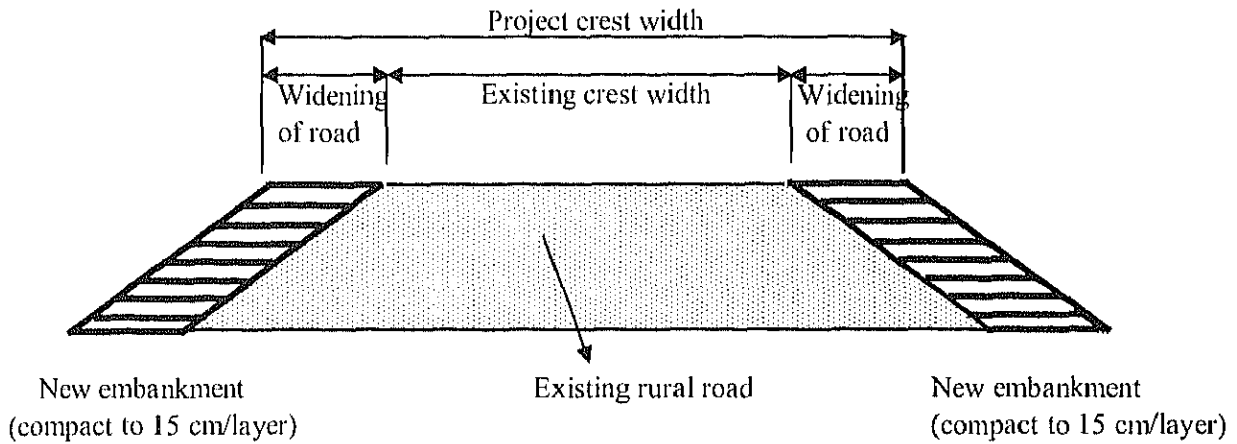 Project crest width
Widening
of road
Existing crest width
Widening
of road
New embankment
(compact to 15 cm/layer)
Existing rural road
New embankment
(compact to 15 cm/layer)